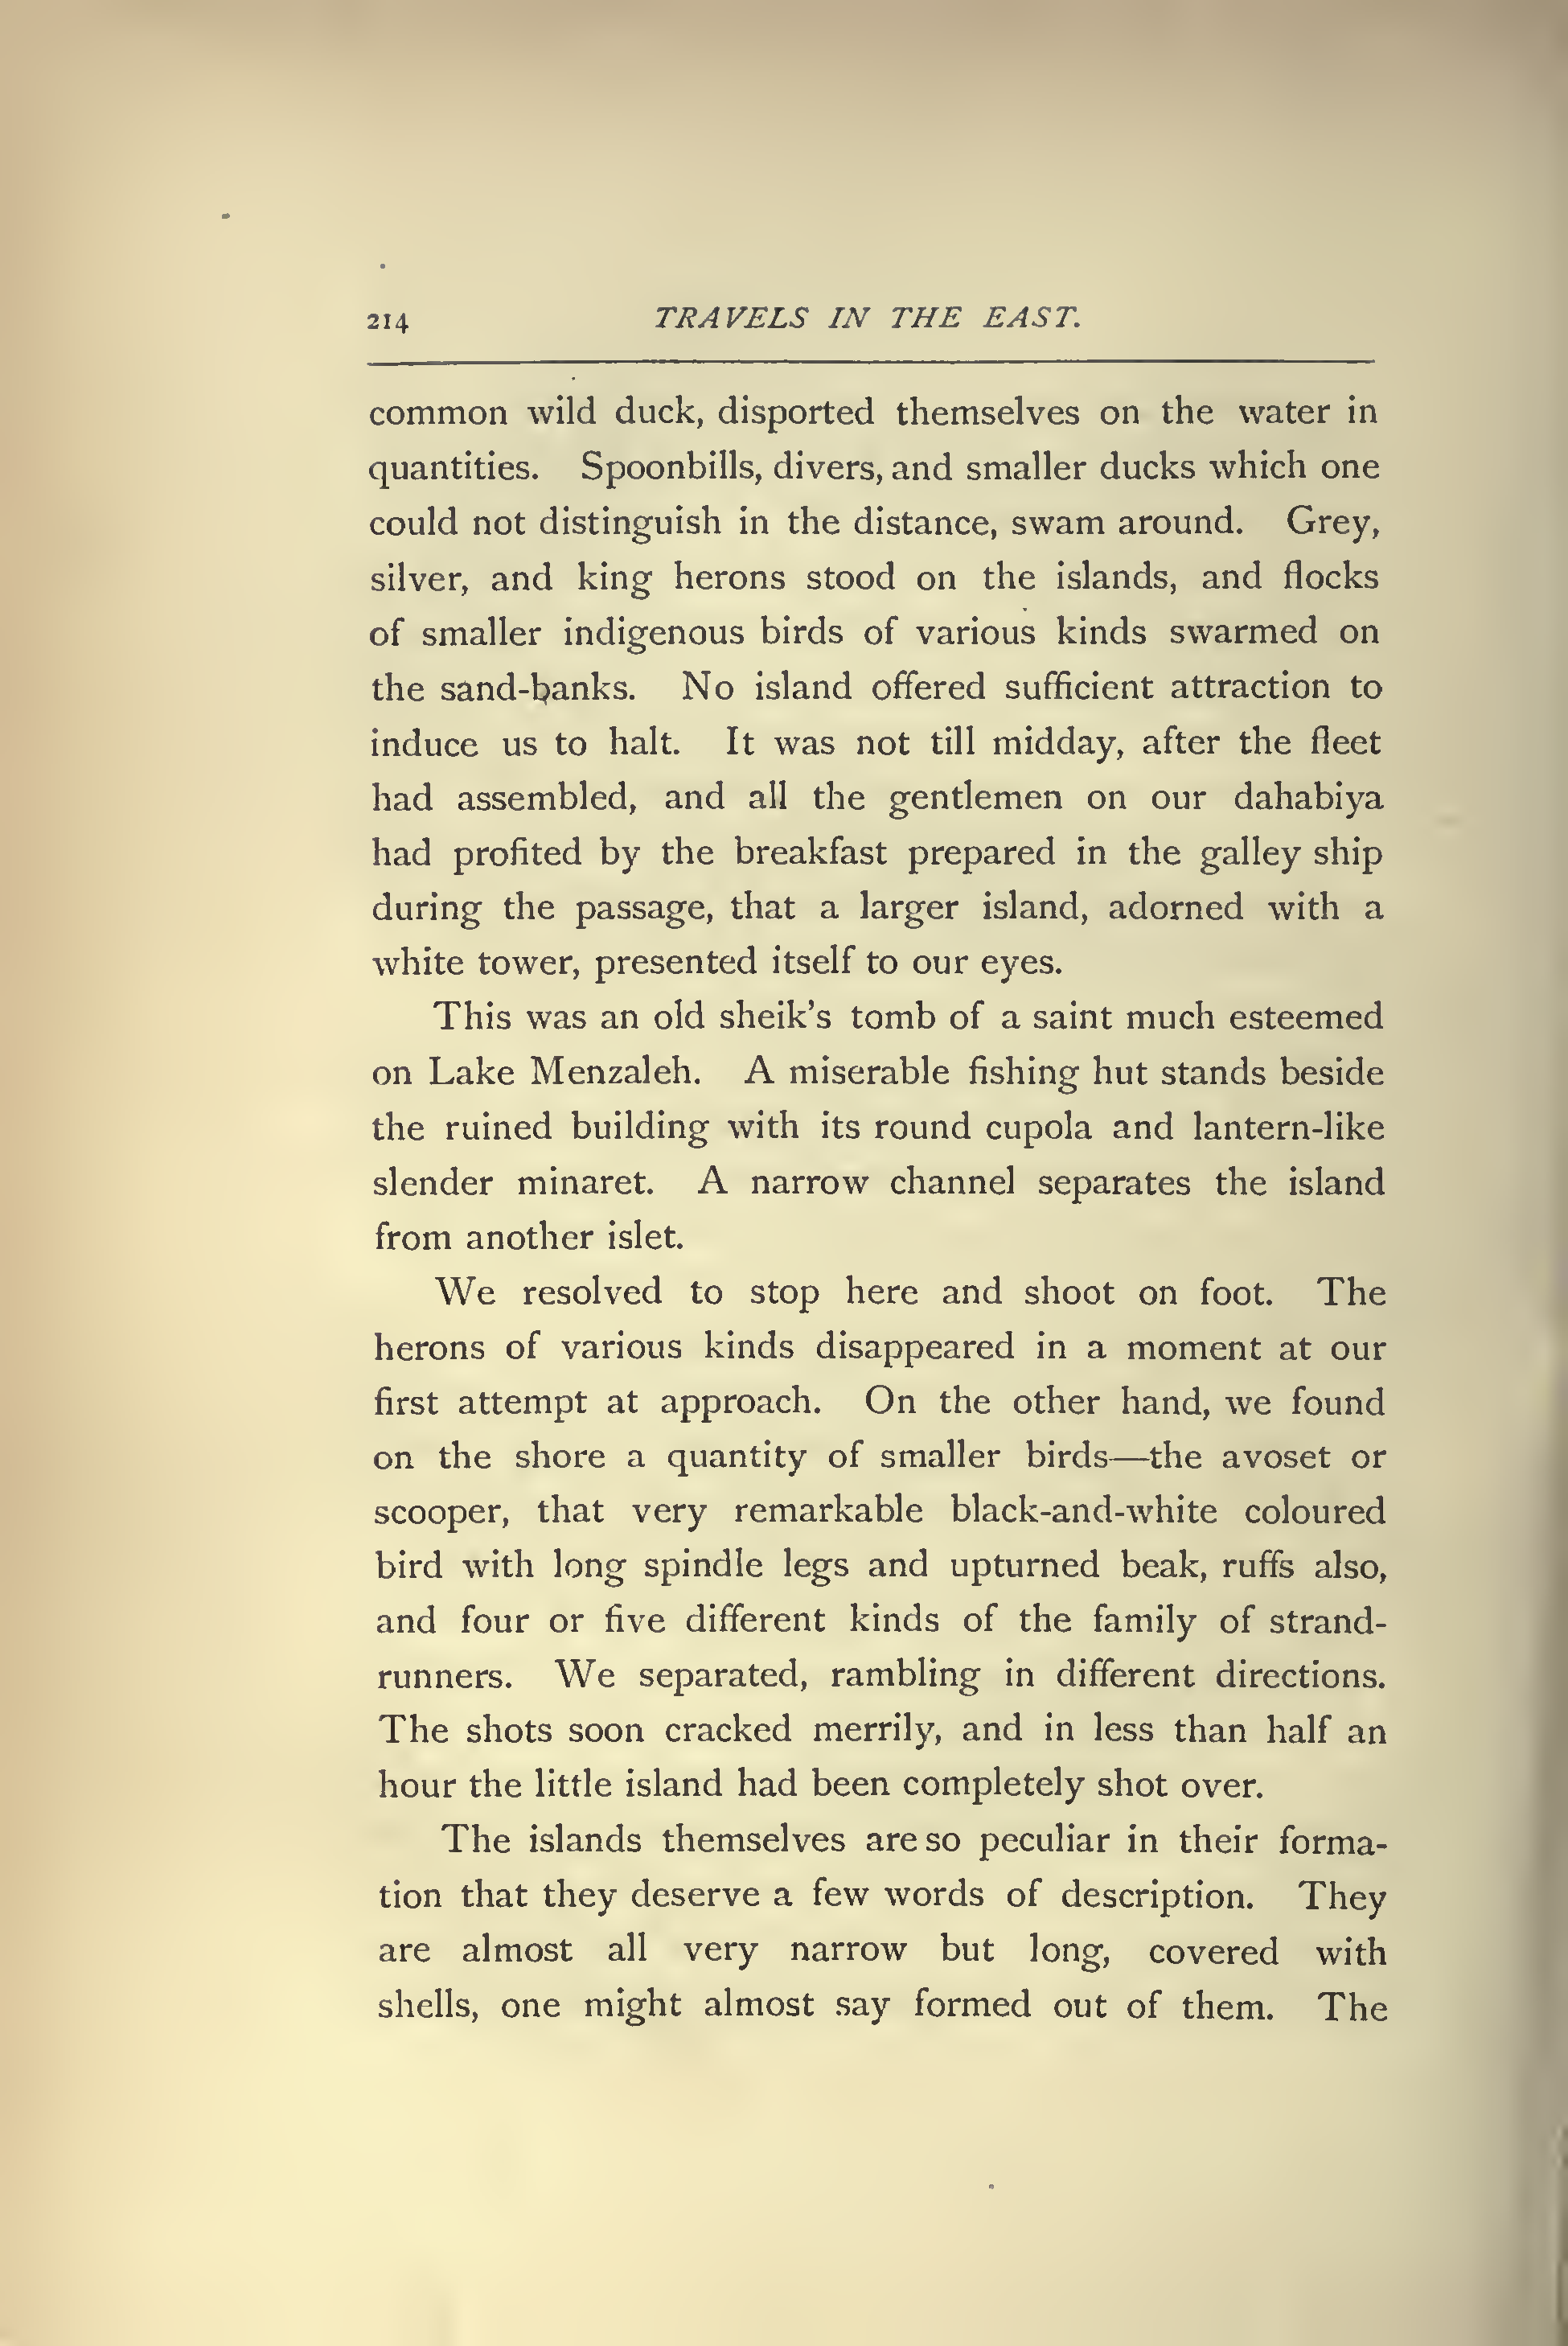 214 TRAVELS IN THE EAST.
common wild duck, disported themselves on the water in
quantities. Spoonbills, divers, and smaller ducks which one
could not distinguish in the distance, swam around. Grey,
silver, and king herons stood on the islands, and flocks
of smaller indigenous birds of various kinds swarmed on
the sand-banks. No island offered sufficient attraction to
induce us to halt. It was not till midday, after the fleet
had assembled, and all the gentlemen on our dahabiya
had profited by the breakfast prepared in the galley ship
during the passage, that a larger island, adorned with a
white tower, presented itself to our eyes.
This was an old sheik's tomb of a saint much esteemed
on Lake Menzaleh. A miserable fishing hut stands beside
the ruined building with its round cupola and lantern-like
slender minaret. A narrow channel separates the island
from another islet.
We resolved to stop here and shoot on foot. The
herons of various kinds disappeared in a moment at our
first attempt at approach. On the other hand, we found
on the shore a quantity of smaller birds—the avoset or
scooper, that very remarkable black-and-white coloured
bird with long spindle legs and upturned beak, ruffs also,
and four or five different kinds of the family of strand-
runners. We separated, rambling in different directions.
The shots soon cracked merrily, and in less than half an
hour the little island had been completely shot over.
The islands themselves are so peculiar in their forma-
tion that they deserve a few words of description. They
are almost all very narrow but long, covered with
shells, one might almost say formed out of them. The